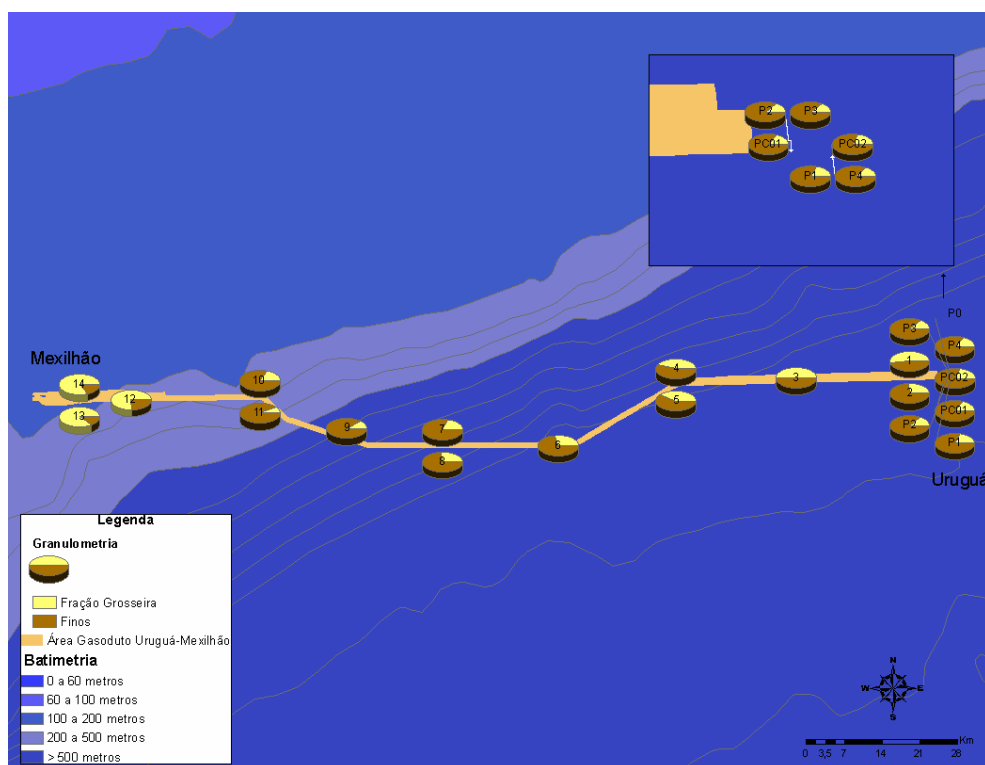 P2 P3
PC01 PC02
P1 P4
P0
P3
P4
Mexilhão
1
4
3
PC02
10
14
2
12
5
PC01
13
11
P2
9
7
P1
6
8
Uruguá
Legenda
Granulometria
Fração Grosseira
Finos
Área Gasoduto Uruguá-Mexilhão
Batimetria
0 a 60 metros
60 a 100 metros
100 a 200 metros
200 a 500 metros
> 500 metros
N
W E
S
Km
0 3,5 7 14 21 28